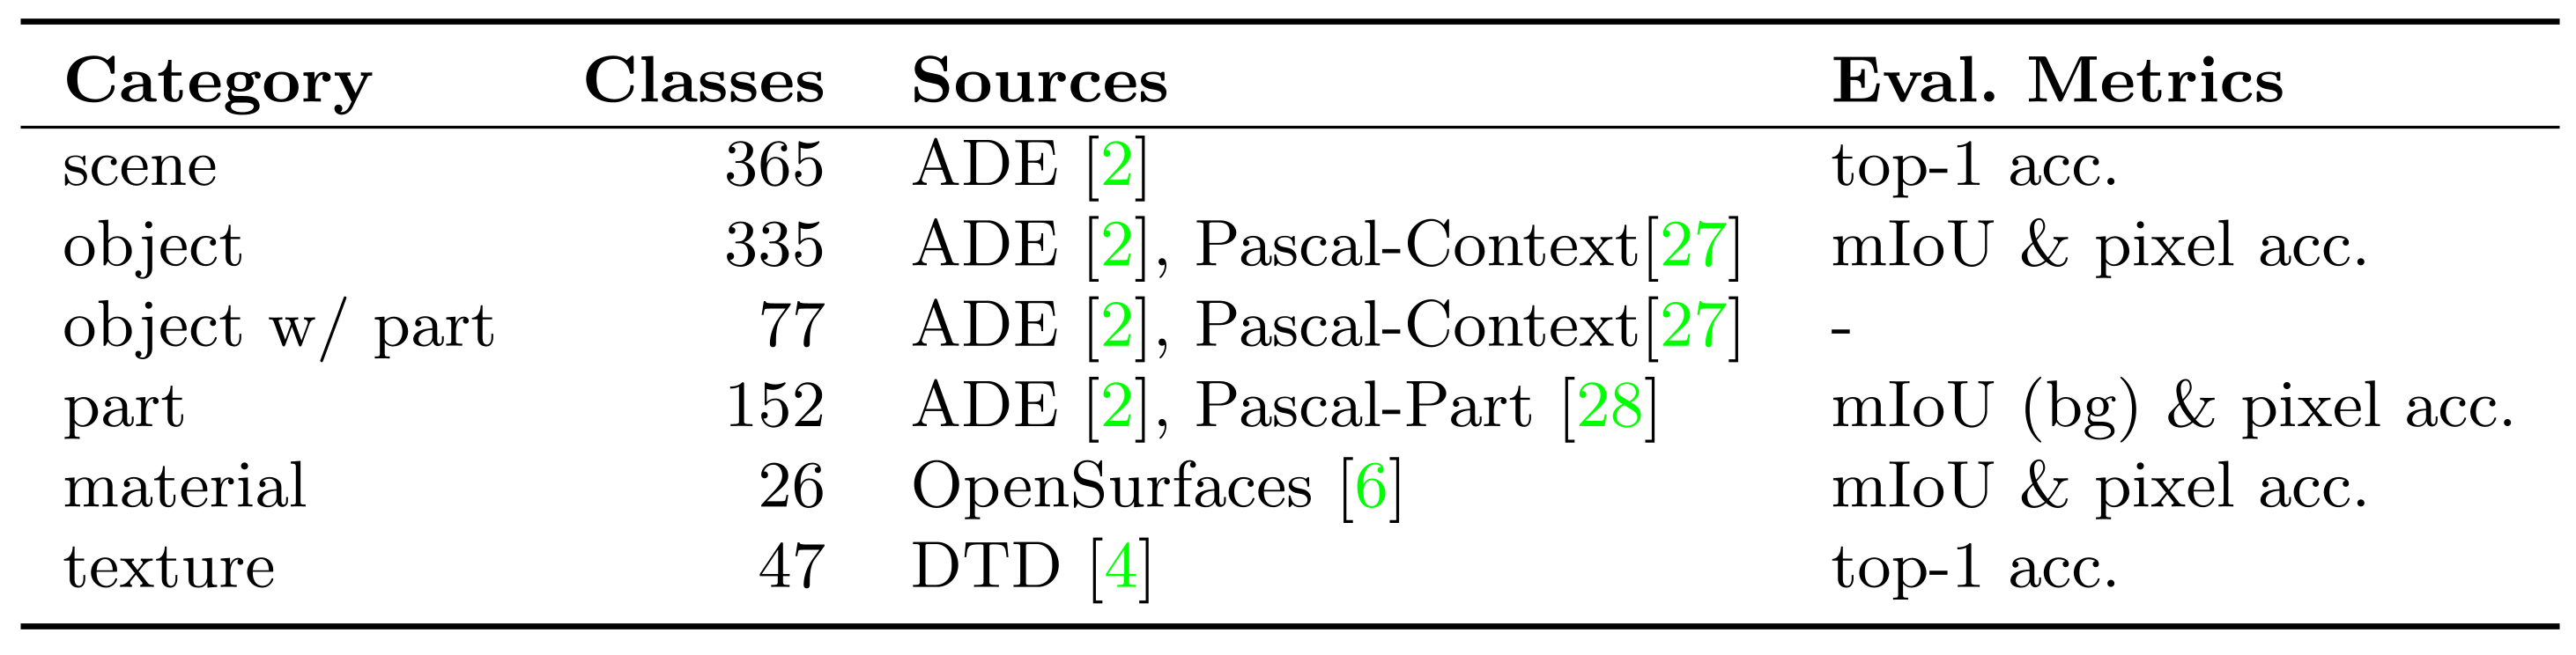 Category Classes Sources Eval. Metrics
scene 365 ADE [2] top-1 acc.
object 335 ADE [2], Pascal-Context[27] mIoU & pixel acc.
object w/ part 77 ADE [2], Pascal-Context[27] -
part 152 ADE [2], Pascal-Part [28] mIoU (bg) & pixel acc.
material 26 OpenSurfaces [6] mIoU & pixel acc.
texture 47 DTD [4] top-1 acc.